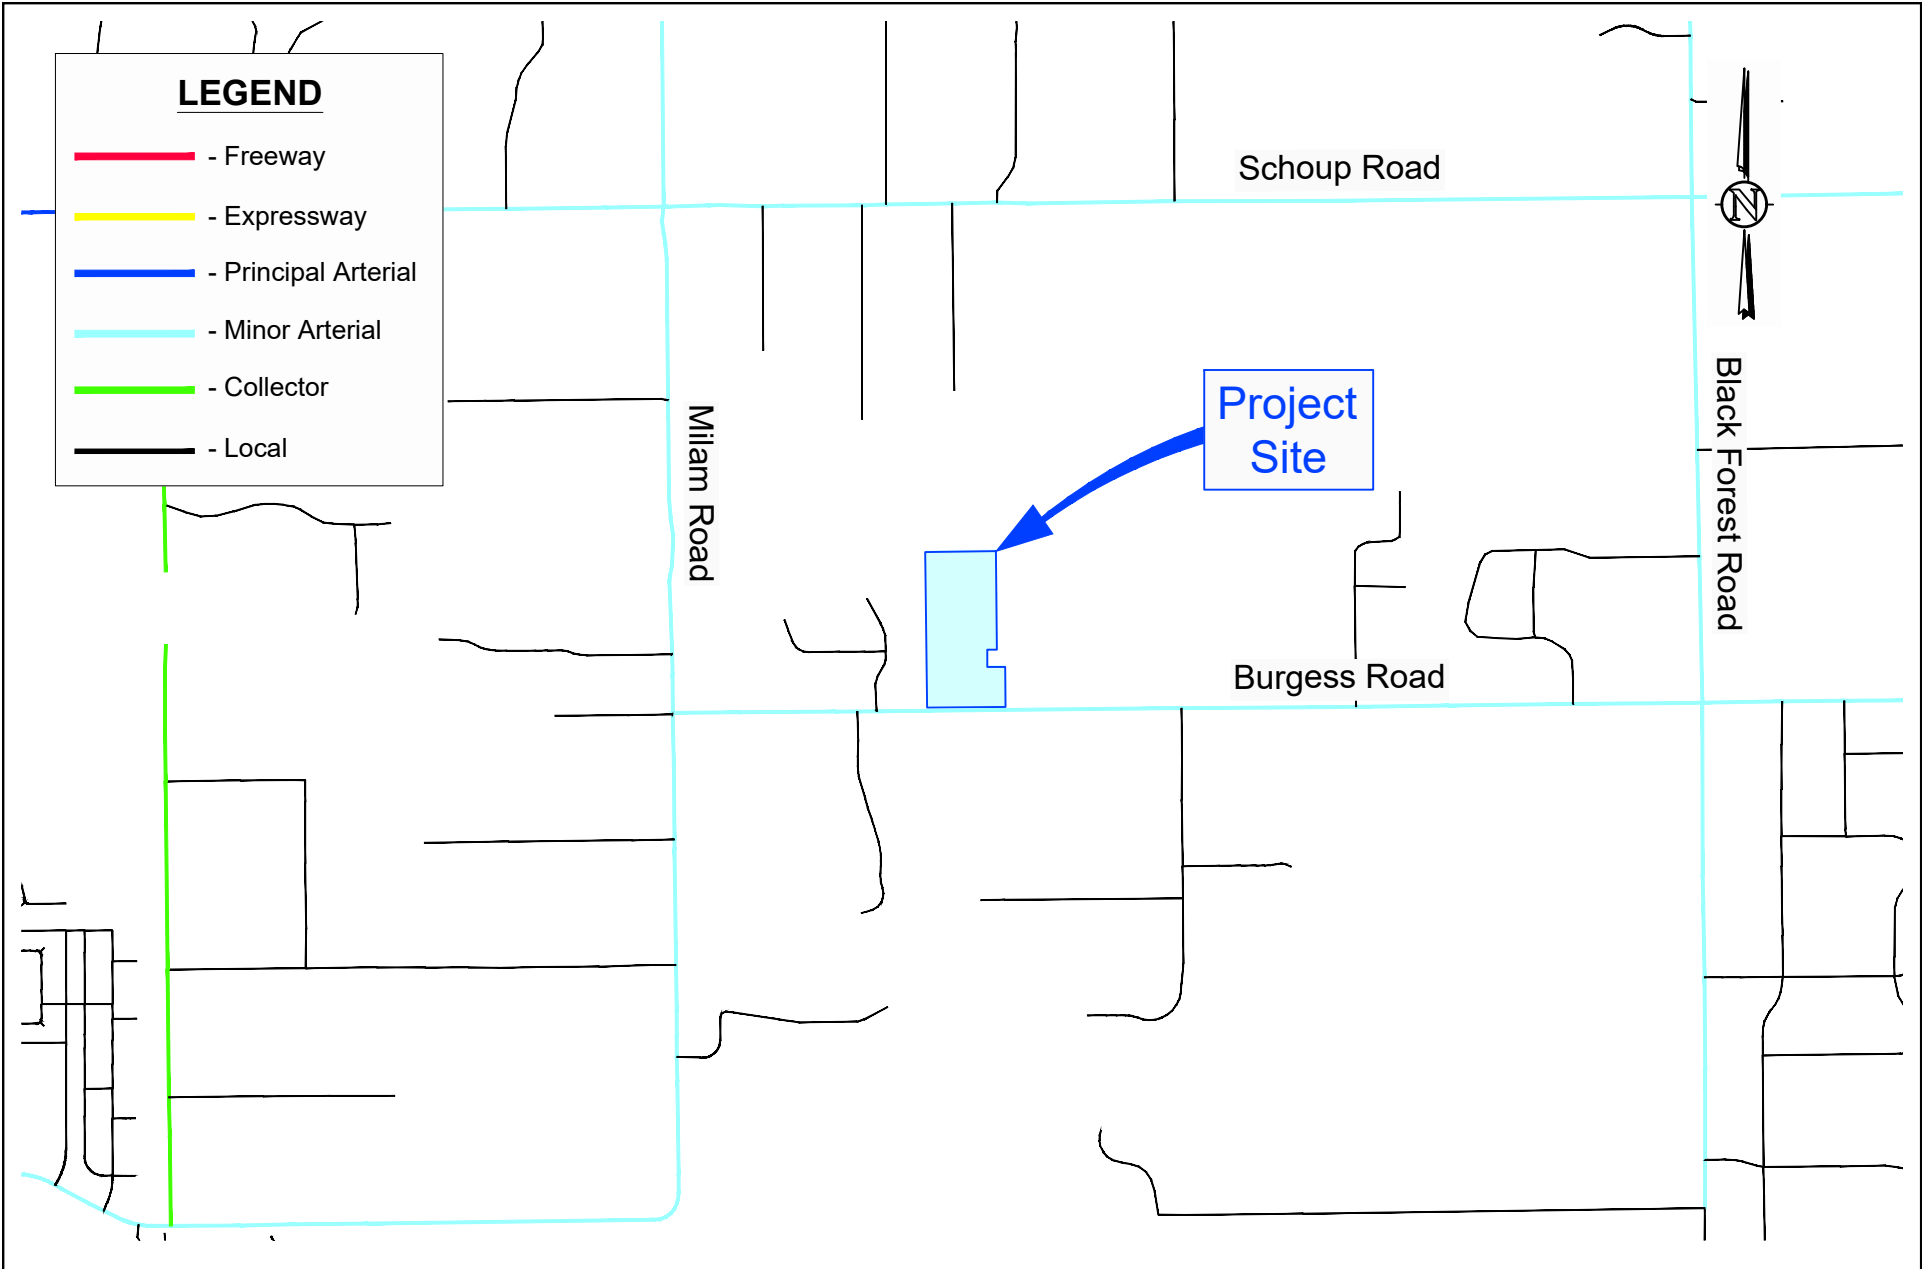 LEGEND
- Freeway
- Expressway
- Principal Arterial
- Minor Arterial
- Collector
- Local
Schoup Road
N
Black Forest Road
Milam Road
Project
Site
Burgess Road